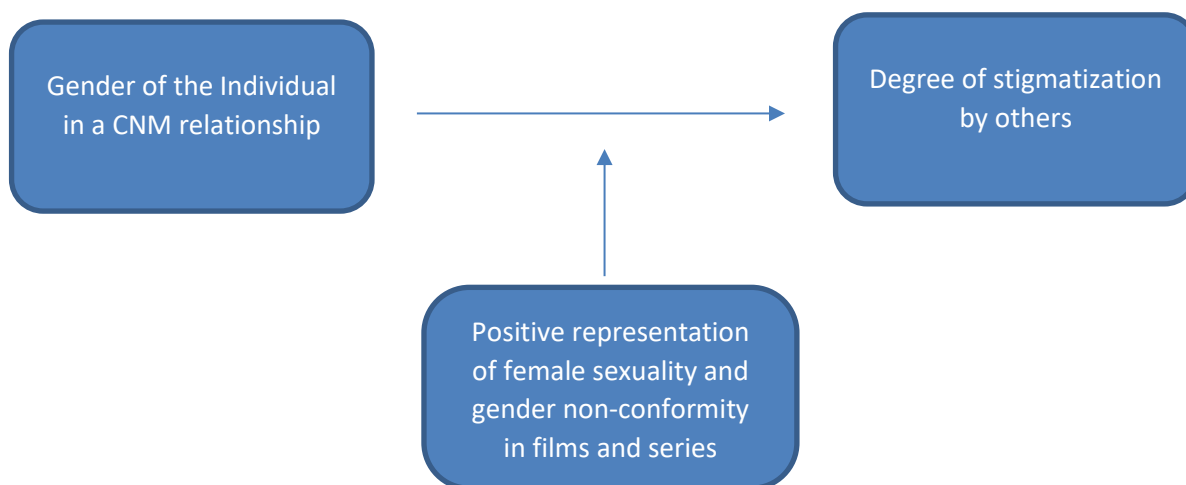 Gender of the Individual
in a CNM relationship
Degree of stigmatization
by others
Positive representation
of female sexuality and
gender non-conformity
in films and series